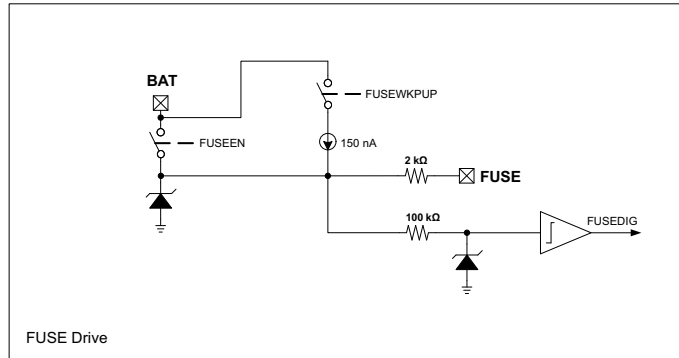 BAT
FUSEWKPUP
FUSEEN
150 nA
2 kΩ
FUSE
100 kΩ
FUSEDIG
FUSE Drive